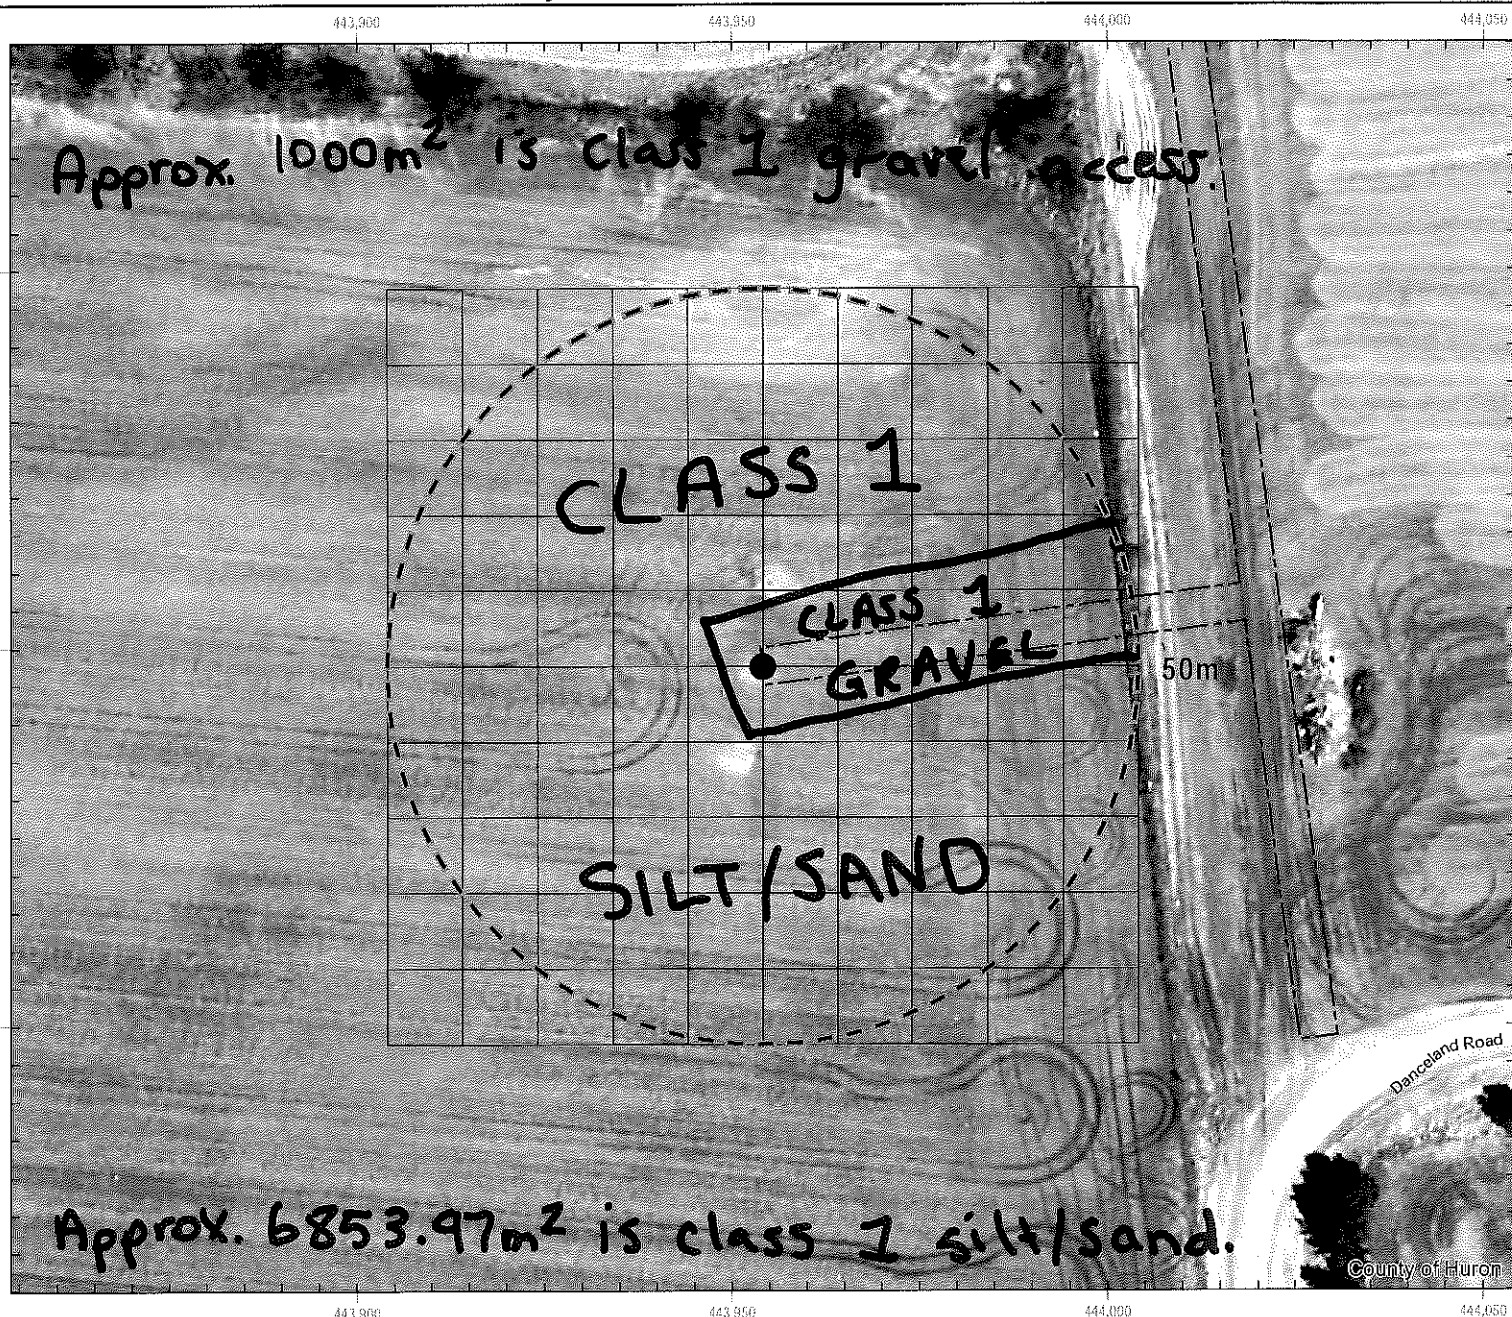 443,900 443,950 444,000 444,050
Approx. 1000m² is class 1 gravel access.
CLASS 1
CLASS 1
GRAVEL
50m
SILT/SAND
Danceland Road
Approx. 6853.97m² is class 1 silt/sand.
County of Huron
443,900 443,950 444,000 444,050